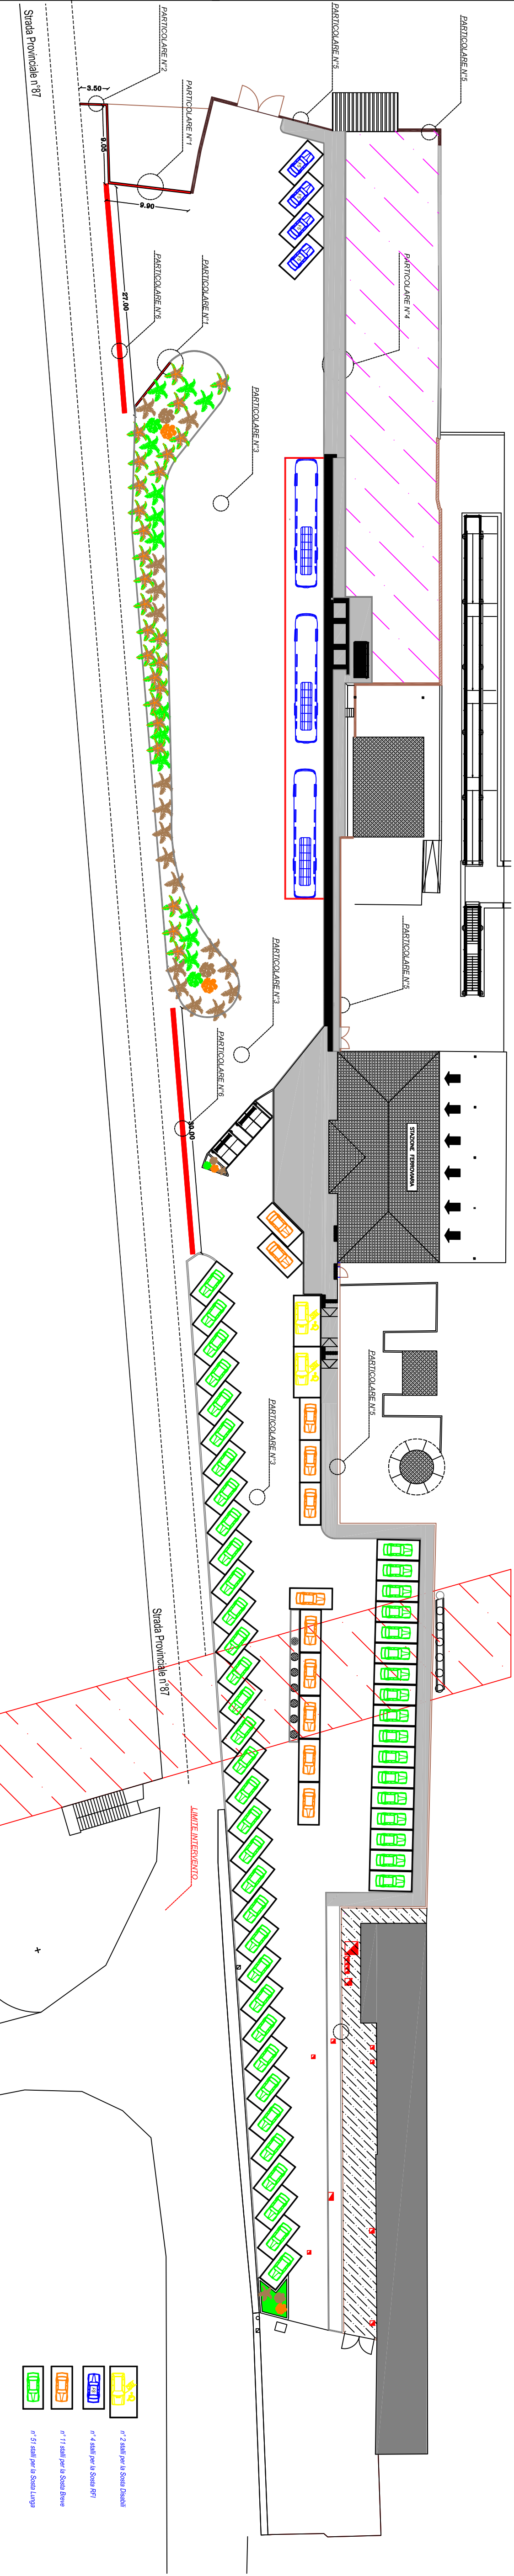 Strada Provinciale n°87
PARTICOLARE N°2
3.50
9.05
PARTICOLARE N°1
9.90
PARTICOLARE N°5
PARTICOLARE N°5
PARTICOLARE N°4
27.00
PARTICOLARE N°6
PARTICOLARE N°1
PARTICOLARE N°3
PARTICOLARE N°5
PARTICOLARE N°3
PARTICOLARE N°6
30.00
STAZIONE FERROVIARIA
PARTICOLARE N°5
PARTICOLARE N°3
Strada Provinciale n°87
LIMITE INTERVENTO
n° 2 stalli per la Sosta Disabili
n° 4 stalli per la Sosta RFI
n° 11 stalli per la Sosta Breve
n° 51 stalli per la Sosta Lunga